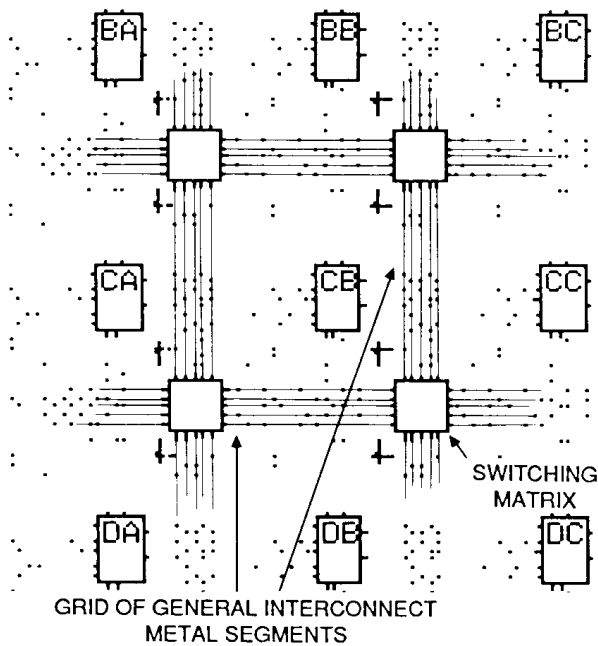 BA BB BC
CA CB CC
SWITCHING
MATRIX
DA DB DC
GRID OF GENERAL INTERCONNECT
METAL SEGMENTS